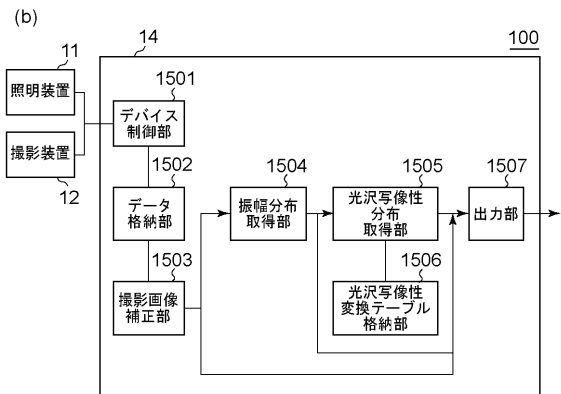 (b)
14
100
11
照明装置
撮影装置
12
1501
デバイス
制御部
1502
データ
格納部
1503
撮影画像
補正部
1504
振幅分布
取得部
1505
光沢写像性
分布
取得部
1506
光沢写像性
変換テーブル
格納部
1507
出力部